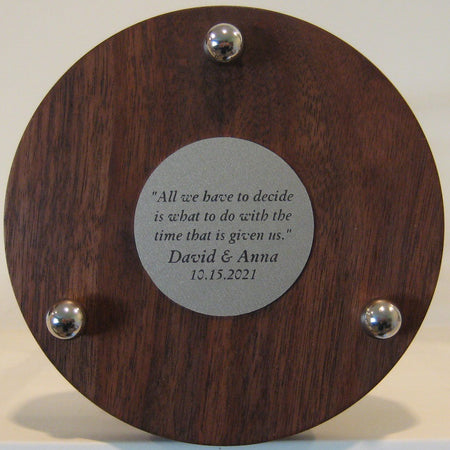 "All we have to decide
is what to do with the
time that is given us."
David & Anna
10.15.2021